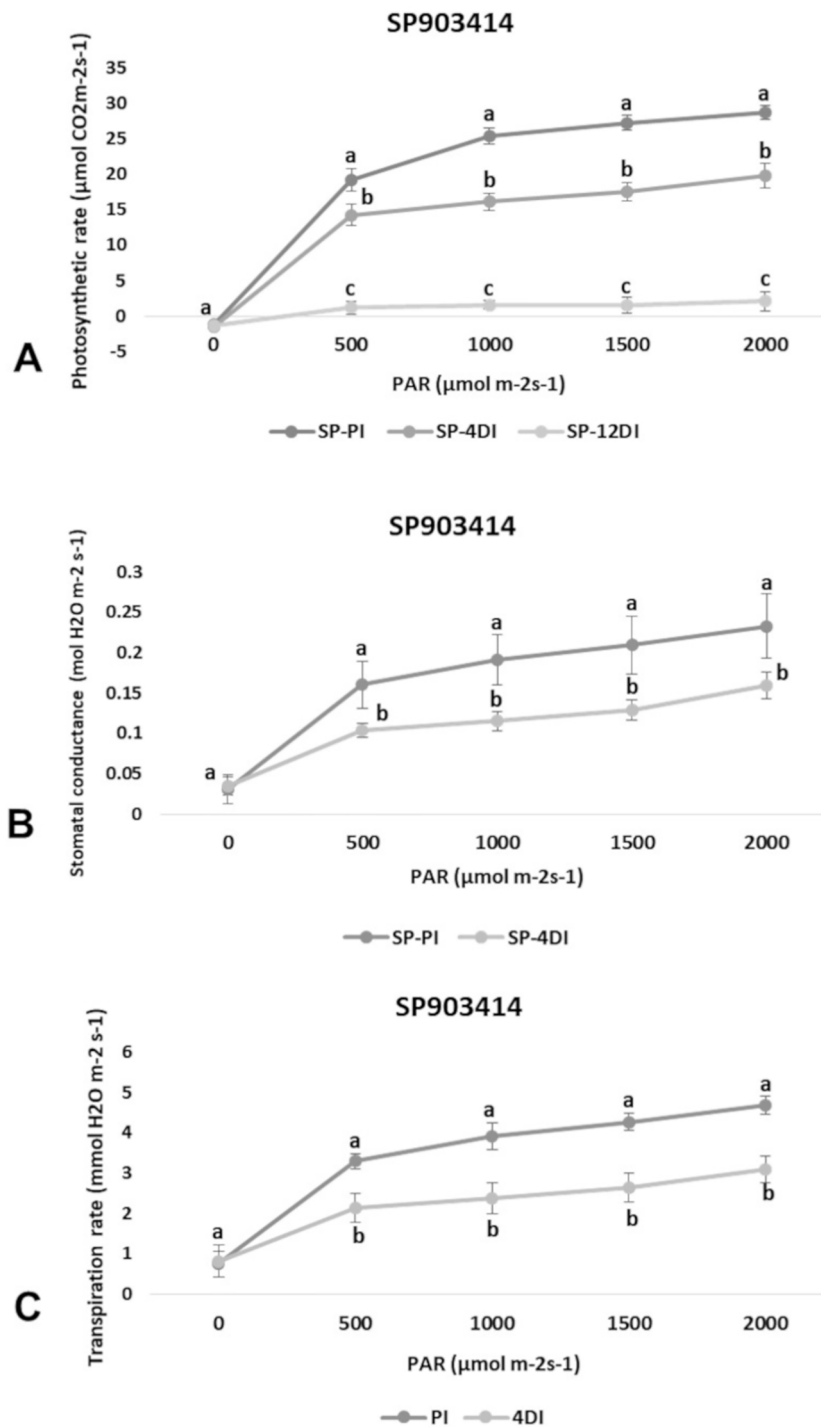 SP903414
Photosynthetic rate (µmol CO2m-2s-1)
35
30
25
20
15
10
5
0
-5
a
a
a
a
a
b
b
b
b
c
c
c
c
0
500
1000
1500
2000
A
PAR (µmol m-2s-1)
SP-PI
SP-4DI
SP-12DI
SP903414
Stomatal conductance (mol H2O m-2 s-1)
0.3
0.25
0.2
0.15
0.1
0.05
0
a
a
a
a
a
b
b
b
b
0
500
1000
1500
2000
B
PAR (µmol m-2s-1)
SP-PI
SP-4DI
SP903414
Transpiration rate (mmol H2O m-2 s-1)
6
5
4
3
2
1
0
a
a
a
a
a
b
b
b
b
0
500
1000
1500
2000
C
PAR (µmol m-2s-1)
PI
4DI